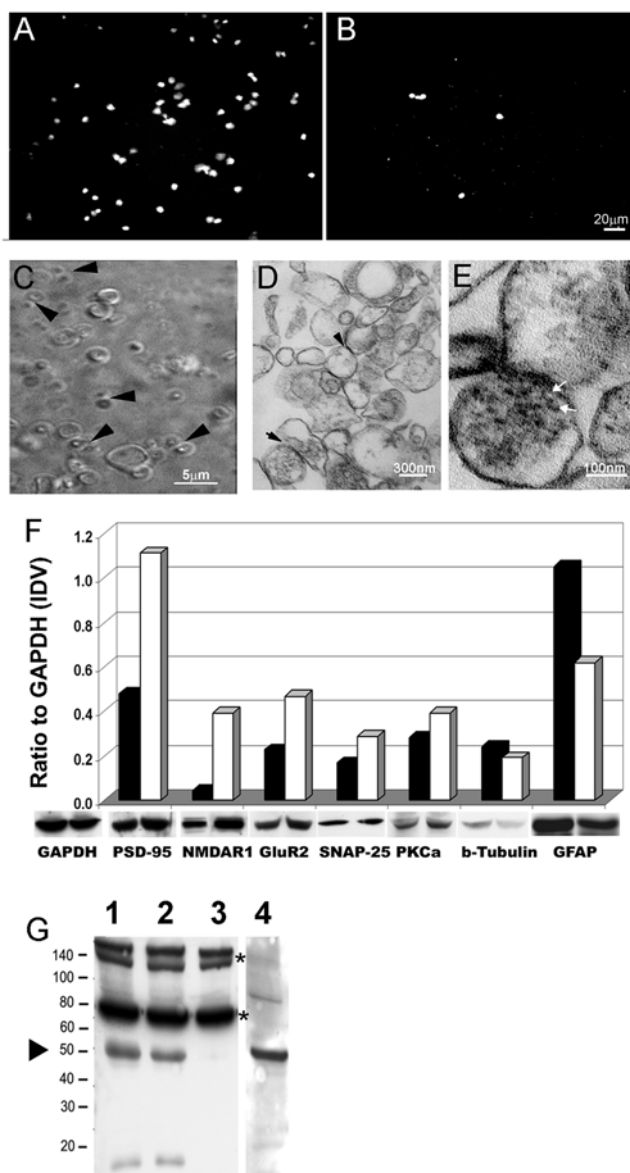 A
B
20μm
C
5μm
D
300nm
E
100nm
F
Ratio to GAPDH (IDV)
1.2
1.0
0.8
0.6
0.4
0.2
0.0
GAPDH PSD-95 NMDAR1 GluR2 SNAP-25 PKCa b-Tubulin GFAP
G
1 2 3 4
140
*
100
80
*
60
50
40
30
20